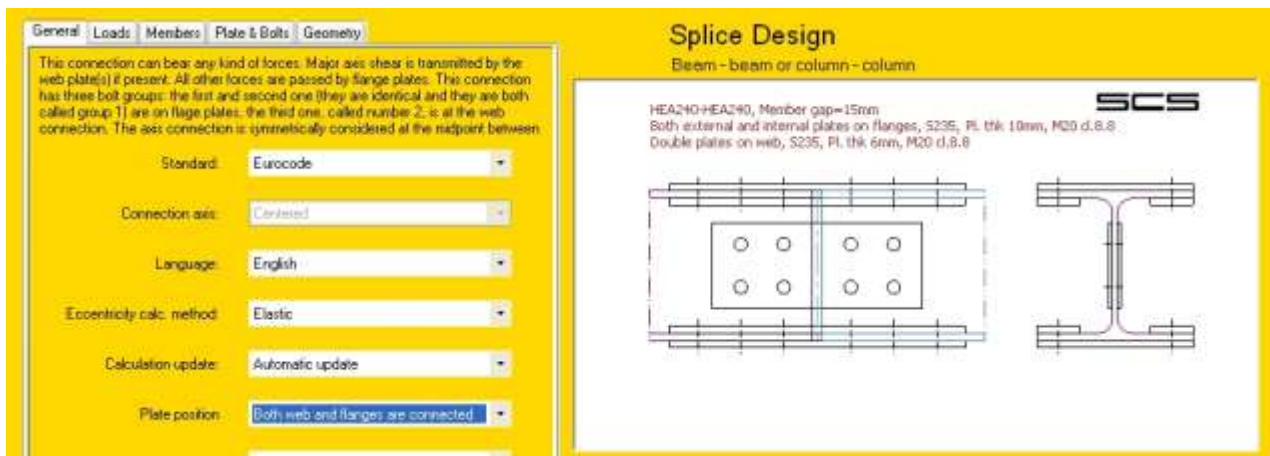 General Loads Members Plate & Bolts Geometry
This connection can bear any kind of forces. Major axis shear is transmitted by the
web plate(s) if present. All other forces are passed by flange plates. This connection
has three bolt groups: the first and second one (they are identical and they are both
called group 1) are on flage plates, the third one, called number 2, is at the web
connection. The axis connection is symmetrically considered at the midpoint between
Standard: Eurocode
Connection axis: Centered
Language: English
Eccentricity calc. method: Elastic
Calculation update: Automatic update
Plate position: Both web and flanges are connected
Splice Design
Beam - beam or column - column
SCS
HEA240-HEA240, Member gap=15mm
Both external and internal plates on flanges, S235, Pl. thk 10mm, M20 cl.8.8
Double plates on web, S235, Pl. thk 6mm, M20 cl.8.8